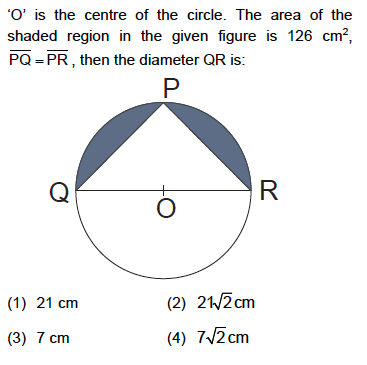 ‘O’ is the centre of the circle. The area of the
shaded region in the given figure is 126 cm²,
P̅Q̅ = P̅R̅, then the diameter QR is:
P
Q
R
O
(1) 21 cm
(2) 21√2 cm
(3) 7 cm
(4) 7√2 cm